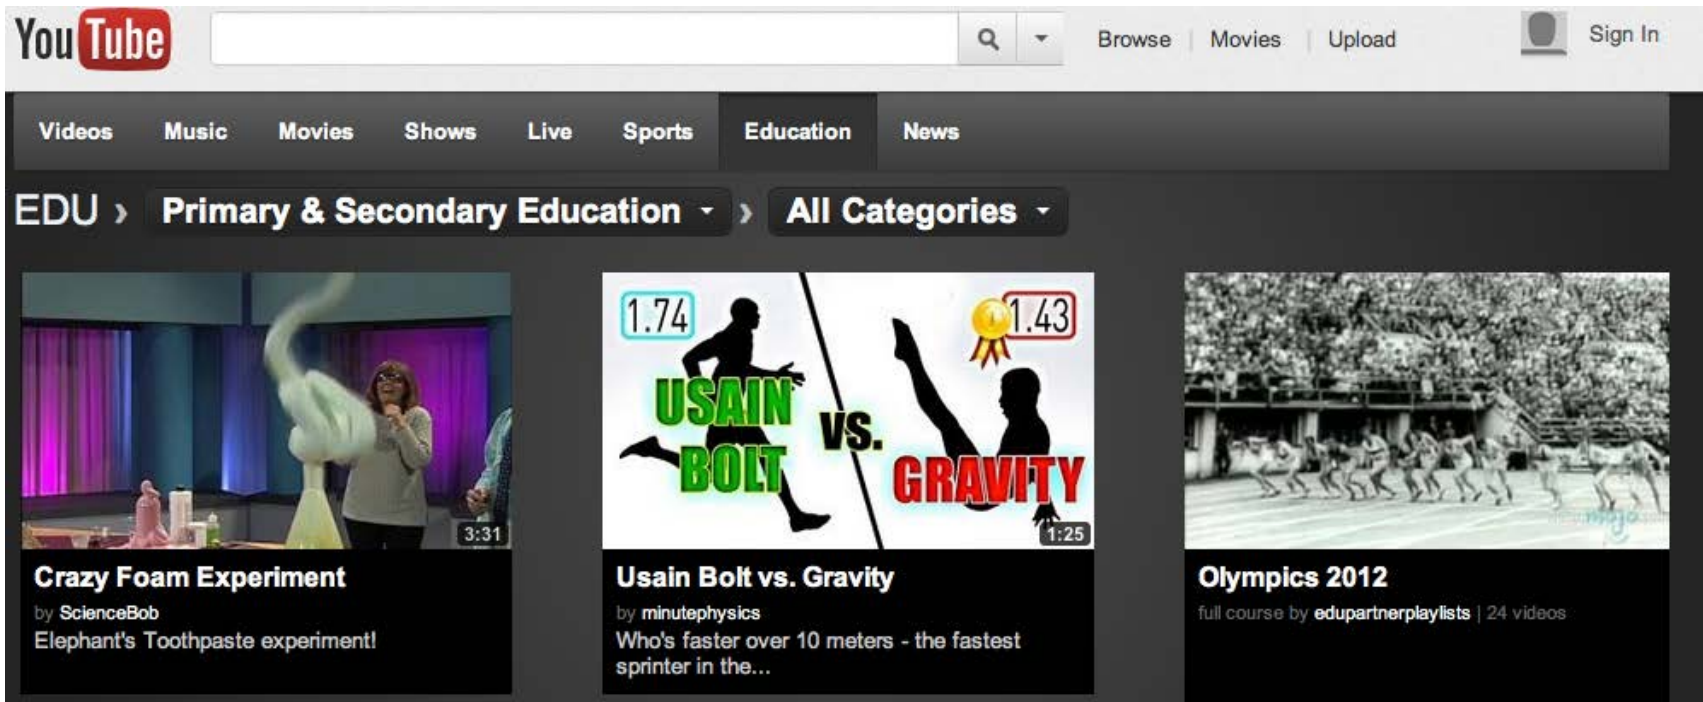 YouTube
Browse | Movies | Upload
Sign In
Videos Music Movies Shows Live Sports Education News
EDU › Primary & Secondary Education › All Categories
3:31
Crazy Foam Experiment
by ScienceBob
Elephant's Toothpaste experiment!
1.74
1
1.43
USAIN
BOLT
VS.
GRAVITY
1:25
Usain Bolt vs. Gravity
by minutephysics
Who's faster over 10 meters - the fastest
sprinter in the...
mojo
Olympics 2012
full course by edupartnerplaylists | 24 videos